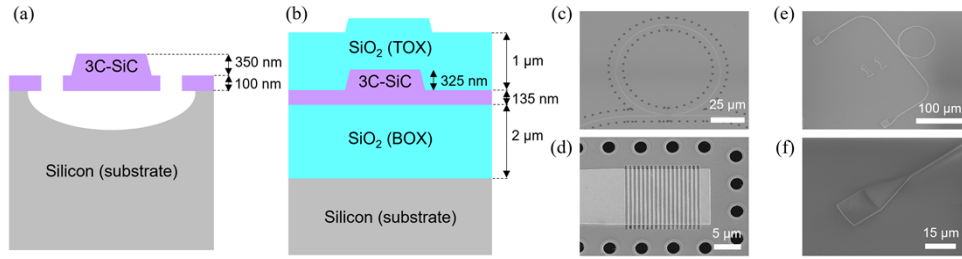 (a)
3C-SiC
350 nm
100 nm
Silicon (substrate)
(b)
SiO2 (TOX)
3C-SiC
325 nm
1 µm
135 nm
SiO2 (BOX)
2 µm
Silicon (substrate)
(c)
25 µm
(d)
5 µm
(e)
100 µm
(f)
15 µm